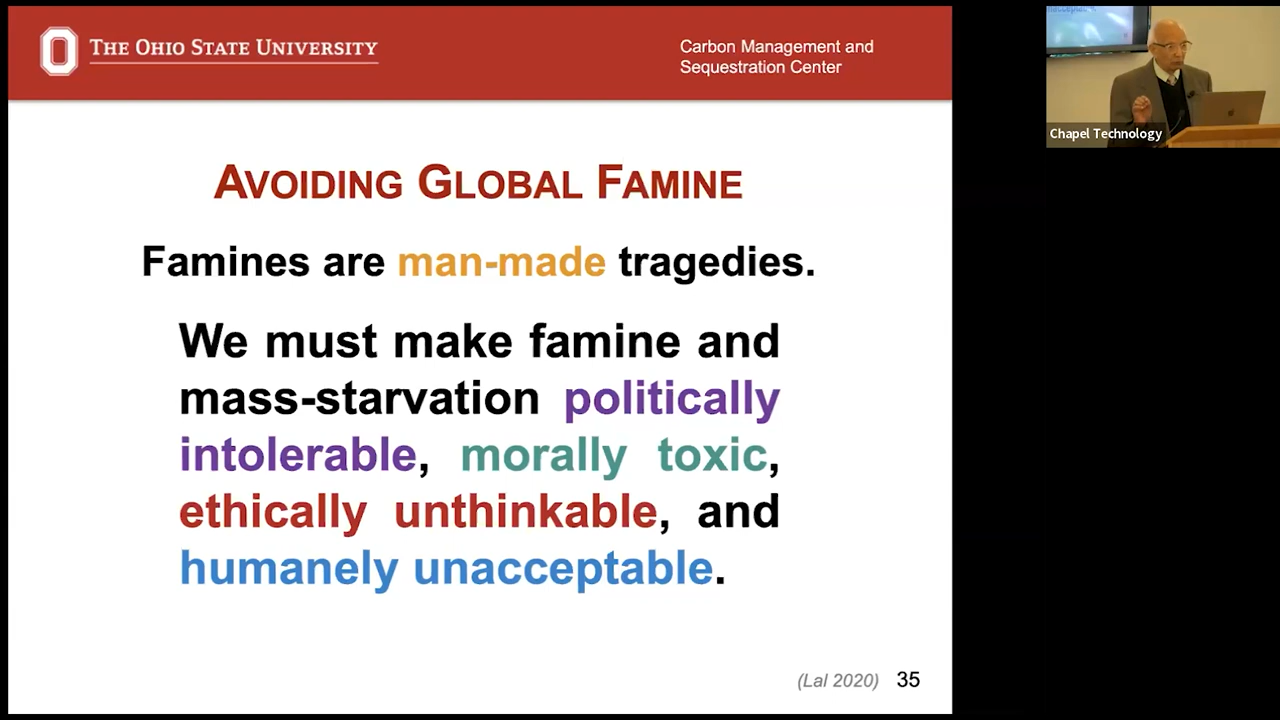 THE OHIO STATE UNIVERSITY
Carbon Management and
Sequestration Center
AVOIDING GLOBAL FAMINE
Famines are man-made tragedies.
We must make famine and
mass-starvation politically
intolerable, morally toxic,
ethically unthinkable, and
humanely unacceptable.
(Lal 2020) 35
Chapel Technology